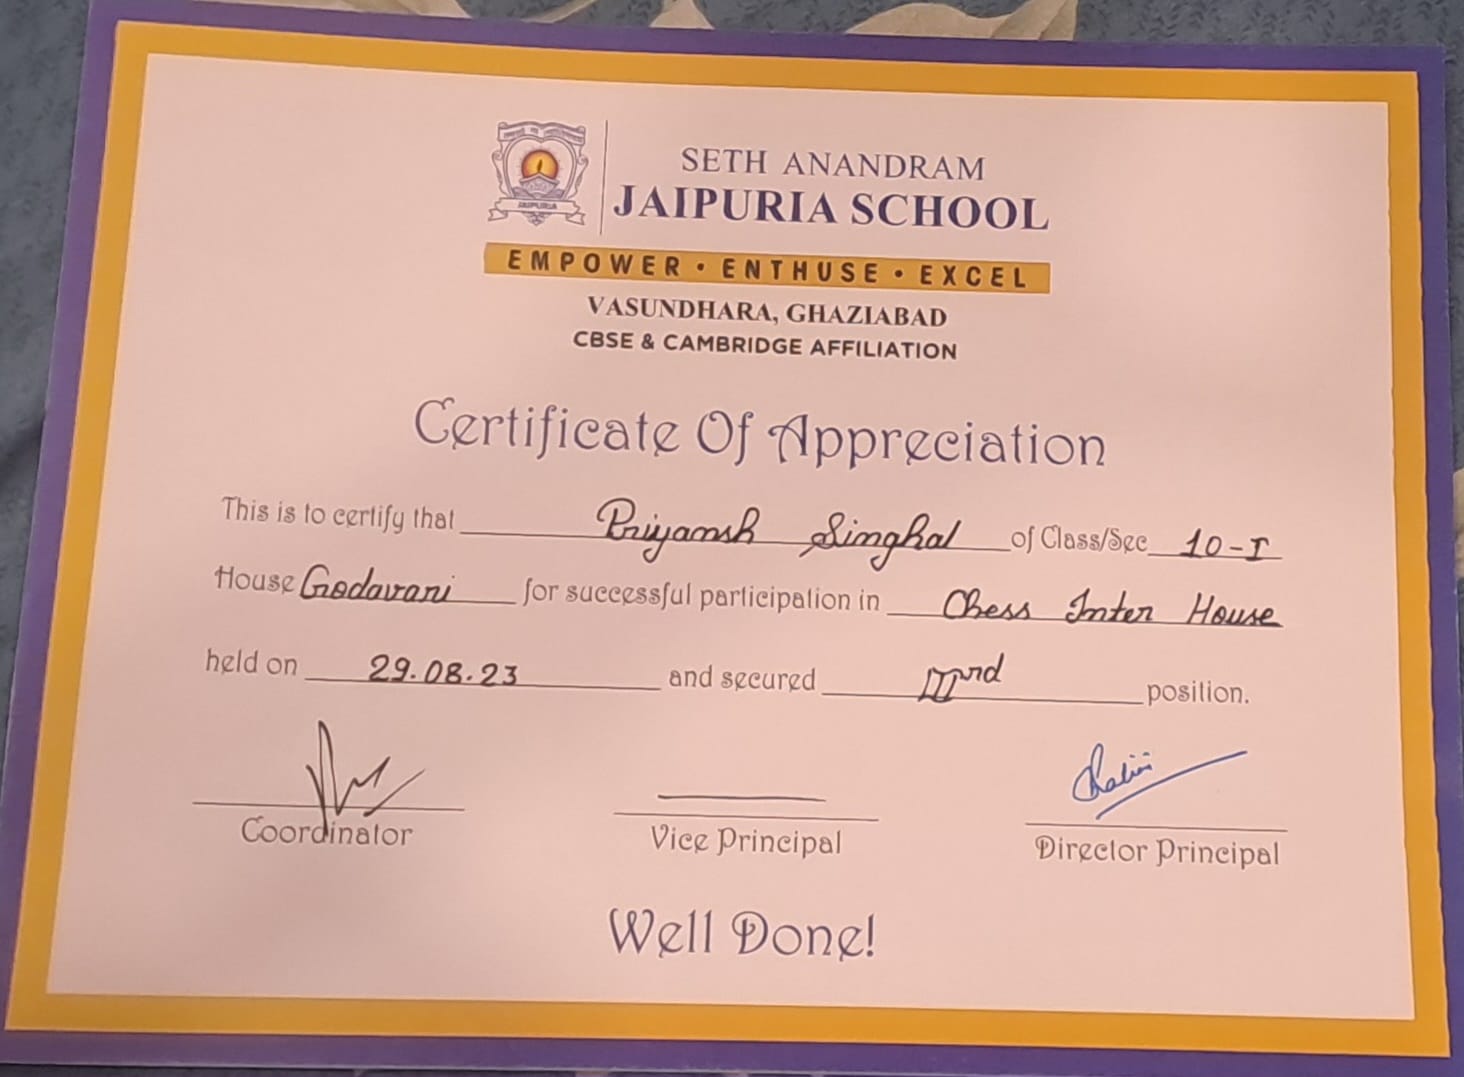 JAIPURIA
SETH ANANDRAM
JAIPURIA SCHOOL
EMPOWER · ENTHUSE · EXCEL
VASUNDHARA, GHAZIABAD
CBSE & CAMBRIDGE AFFILIATION
Certificate Of Appreciation
This is to certify that Priyansh Singhal of Class/Sec 10-I
House Godavari for successful participation in Chess Inter House
held on 29.08.23 and secured IIIrd position.
Coordinator Vice Principal Director Principal
Well Done!